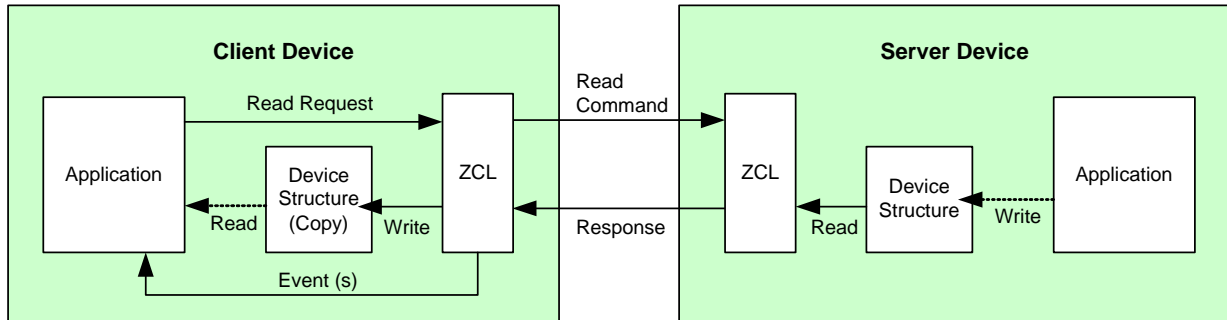 Client Device
Server Device
Read Request
Read
Command
Application
Device
Structure
(Copy)
ZCL
ZCL
Device
Structure
Application
Read
Write
Response
Read
Write
Event (s)